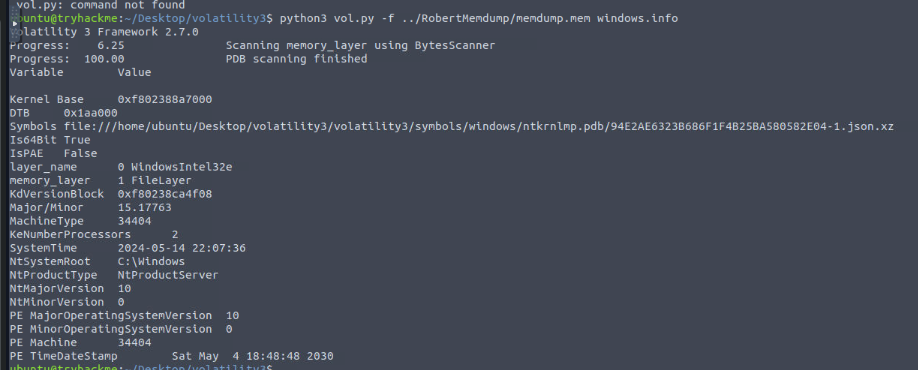 vol.py: command not found
ubuntu@tryhackme:~/Desktop/volatility3$ python3 vol.py -f ../RobertMemdump/memdump.mem windows.info
Volatility 3 Framework 2.7.0
Progress: 6.25 Scanning memory_layer using BytesScanner
Progress: 100.00 PDB scanning finished
Variable Value
Kernel Base 0xf802388a7000
DTB 0x1aa000
Symbols file:///home/ubuntu/Desktop/volatility3/volatility3/symbols/windows/ntkrnlmp.pdb/94E2AE6323B686F1F4B25BA580582E04-1.json.xz
Is64Bit True
IsPAE False
layer_name 0 WindowsIntel32e
memory_layer 1 FileLayer
KdVersionBlock 0xf80238ca4f08
Major/Minor 15.17763
MachineType 34404
KeNumberProcessors 2
SystemTime 2024-05-14 22:07:36
NtSystemRoot C:\Windows
NtProductType NtProductServer
NtMajorVersion 10
NtMinorVersion 0
PE MajorOperatingSystemVersion 10
PE MinorOperatingSystemVersion 0
PE Machine 34404
PE TimeDateStamp Sat May 4 18:48:48 2030
ubuntu@tryhackme:~/Desktop/volatility3$